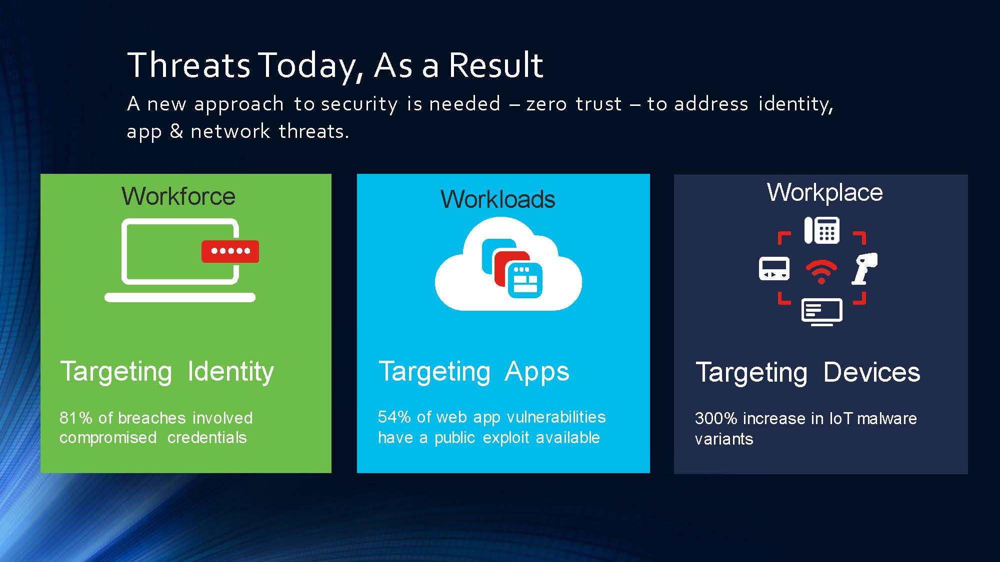 Threats Today, As a Result
A new approach to security is needed – zero trust – to address identity,
app & network threats.
Workforce
Targeting Identity
81% of breaches involved
compromised credentials
Workloads
Targeting Apps
54% of web app vulnerabilities
have a public exploit available
Workplace
Targeting Devices
300% increase in IoT malware
variants